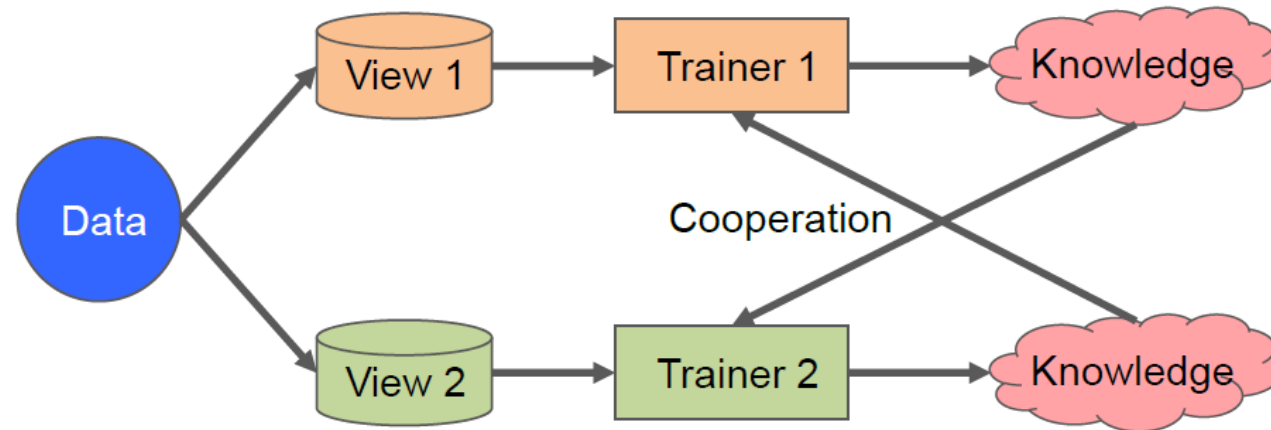 View 1
Trainer 1
Knowledge
Data
Cooperation
View 2
Trainer 2
Knowledge